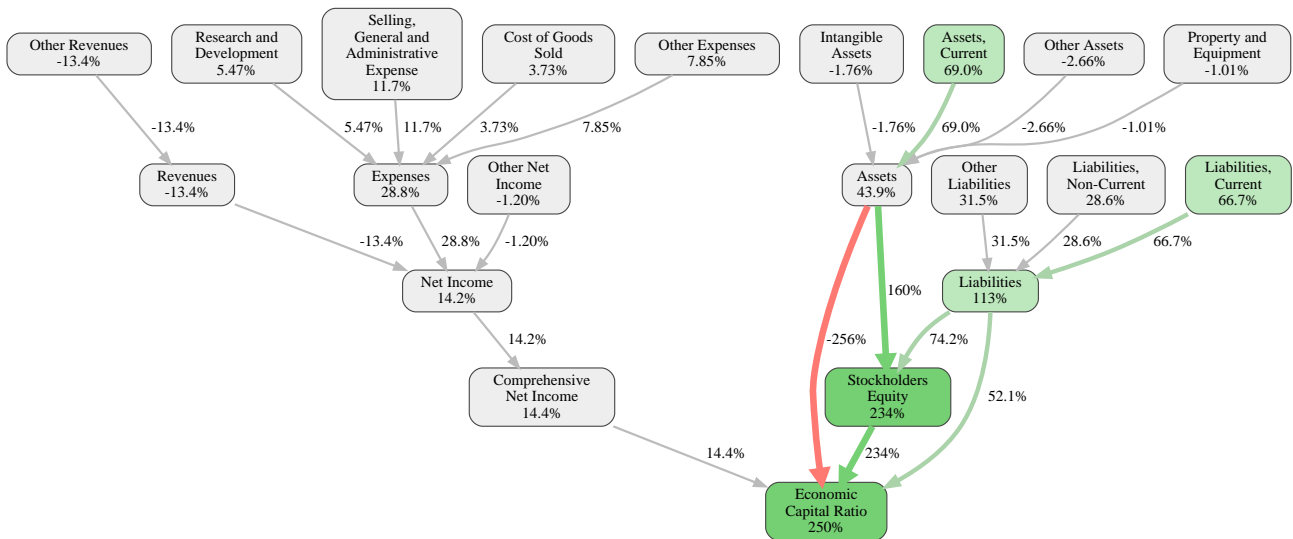 Other Revenues
-13.4%
Research and
Development
5.47%
Selling,
General and
Administrative
Expense
11.7%
Cost of Goods
Sold
3.73%
Other Expenses
7.85%
Intangible
Assets
-1.76%
Assets,
Current
69.0%
Other Assets
-2.66%
Property and
Equipment
-1.01%
-13.4%
5.47%
11.7%
3.73%
7.85%
-1.76%
69.0%
-2.66%
-1.01%
Revenues
-13.4%
Expenses
28.8%
Other Net
Income
-1.20%
Assets
43.9%
Other
Liabilities
31.5%
Liabilities,
Non-Current
28.6%
Liabilities,
Current
66.7%
-13.4%
28.8%
-1.20%
31.5%
28.6%
66.7%
Net Income
14.2%
160%
Liabilities
113%
14.2%
-256%
74.2%
Comprehensive
Net Income
14.4%
Stockholders
Equity
234%
52.1%
14.4%
234%
Economic
Capital Ratio
250%